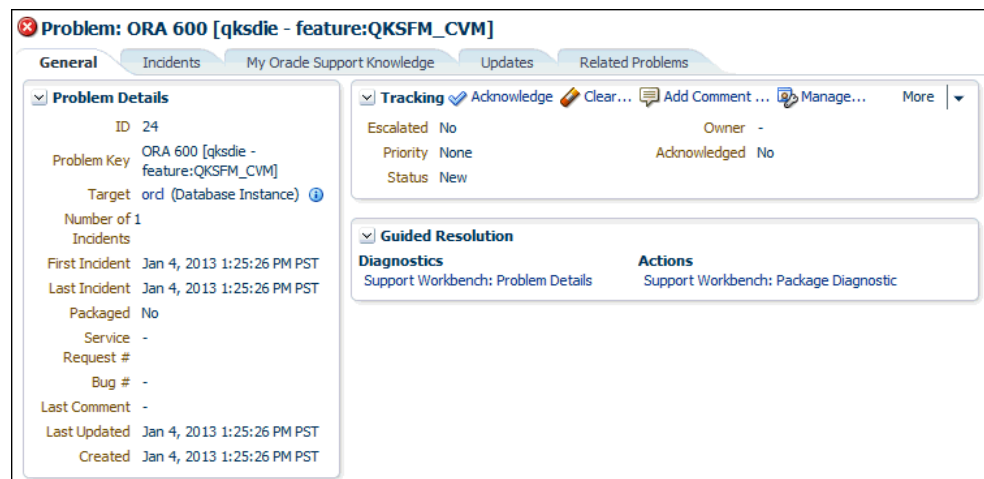 Problem: ORA 600 [qksdie - feature:QKSFM_CVM]
General Incidents My Oracle Support Knowledge Updates Related Problems
Problem Details
ID 24
Problem Key ORA 600 [qksdie -
feature:QKSFM_CVM]
Target orcl (Database Instance)
Number of 1
Incidents
First Incident Jan 4, 2013 1:25:26 PM PST
Last Incident Jan 4, 2013 1:25:26 PM PST
Packaged No
Service -
Request #
Bug # -
Last Comment -
Last Updated Jan 4, 2013 1:25:26 PM PST
Created Jan 4, 2013 1:25:26 PM PST
Tracking Acknowledge Clear... Add Comment ... Manage... More
Escalated No Owner -
Priority None Acknowledged No
Status New
Guided Resolution
Diagnostics Actions
Support Workbench: Problem Details Support Workbench: Package Diagnostic